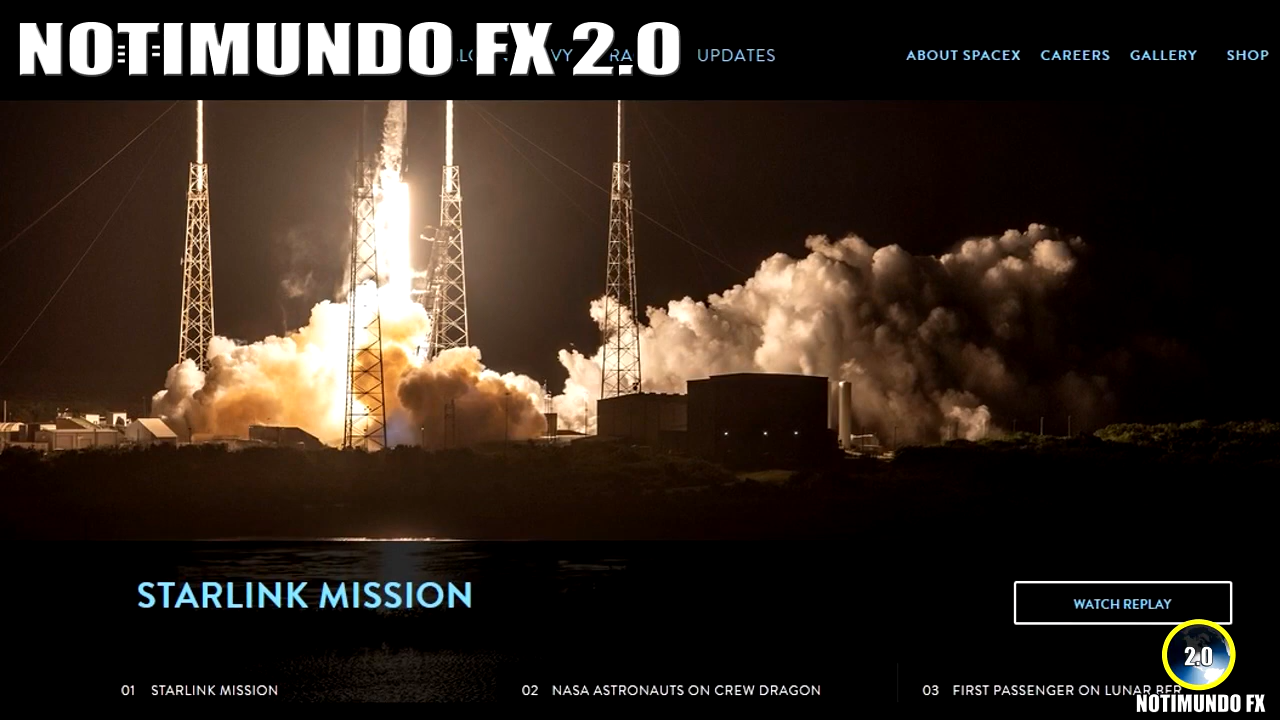 NOTIMUNDO FX 2.0
UPDATES
ABOUT SPACEX
CAREERS
GALLERY
SHOP
STARLINK MISSION
WATCH REPLAY
2.0
01 STARLINK MISSION
02 NASA ASTRONAUTS ON CREW DRAGON
03 FIRST PASSENGER ON LUNAR
NOTIMUNDO FX